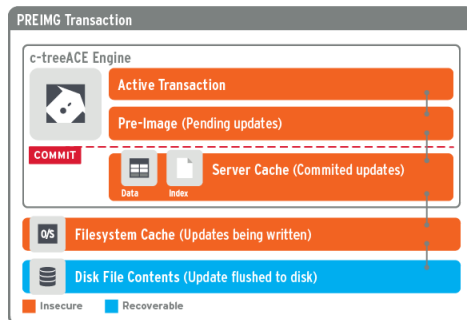 PREIMG Transaction
c-treeACE Engine
Active Transaction
Pre-Image (Pending updates)
COMMIT
Server Cache (Commited updates)
Data
Index
O/S
Filesystem Cache (Updates being written)
Disk File Contents (Update flushed to disk)
Insecure
Recoverable